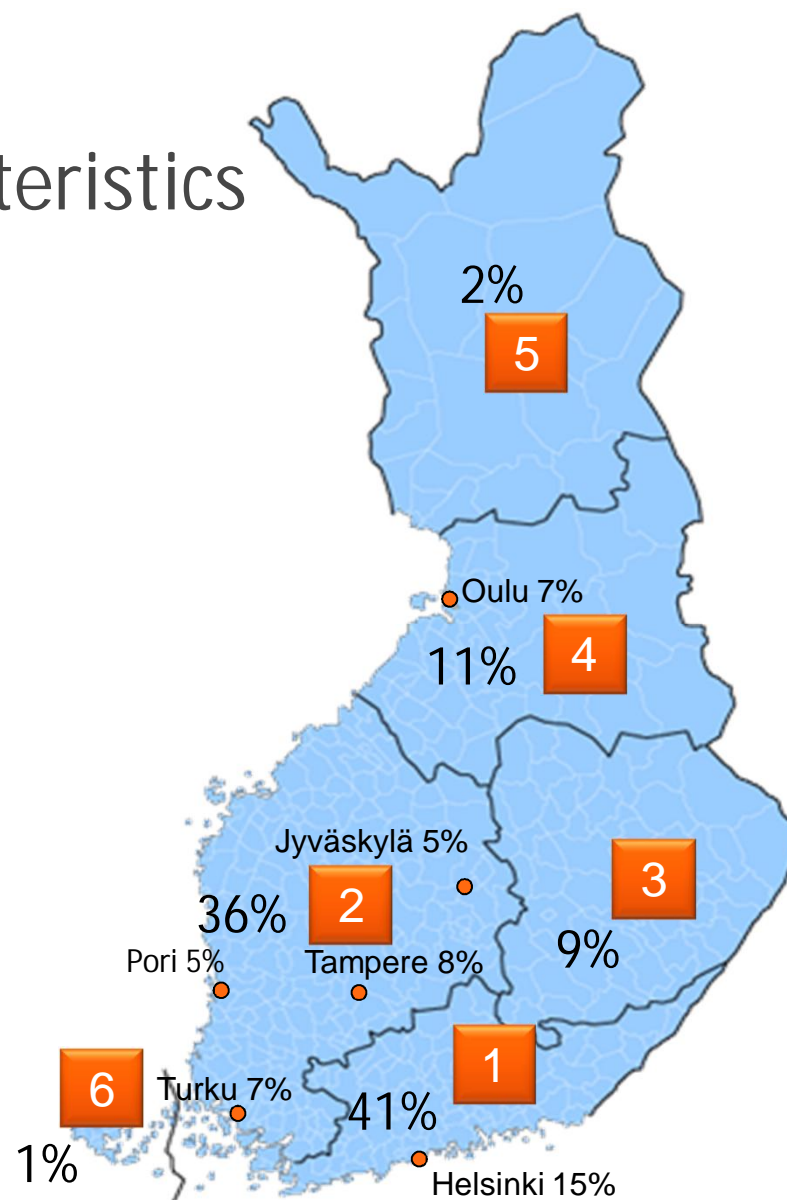 teristics
2%
5
Oulu 7%
4
11%
Jyväskylä 5%
3
2
36%
9%
Pori 5%
Tampere 8%
1
6
Turku 7%
41%
1%
Helsinki 15%